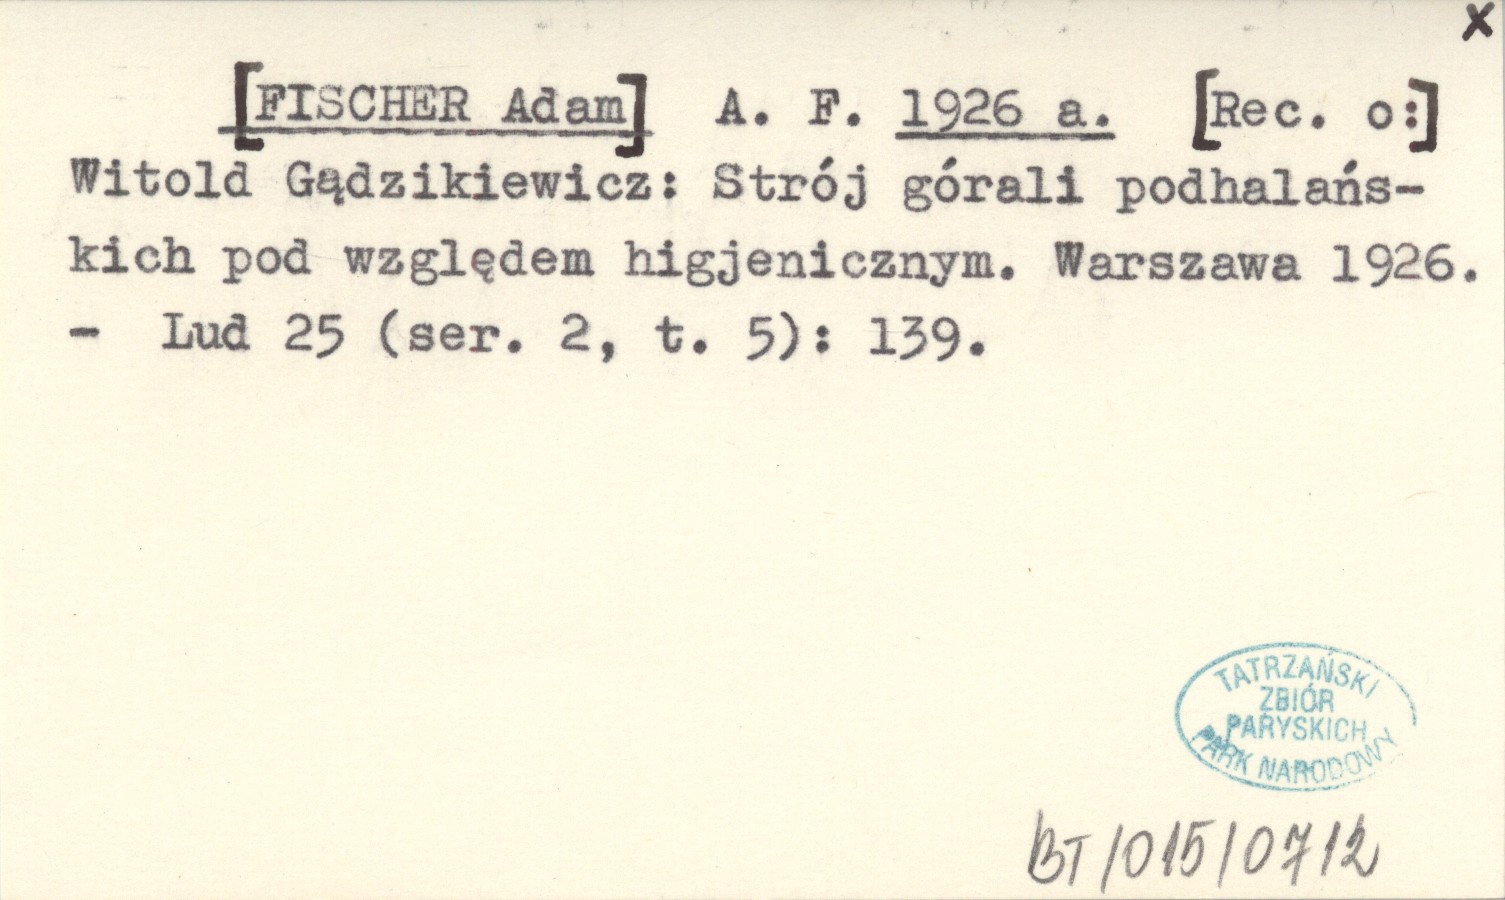 x
[FISCHER Adam] A. F. 1926 a. [Rec. o:]
Witold Gądzikiewicz: Strój górali podhalańs-
kich pod względem higjenicznym. Warszawa 1926.
- Lud 25 (ser. 2, t. 5): 139.
TATRZAŃSKI
ZBIÓR
PARYSKICH
PARK NARODOWY
BT/015/0712